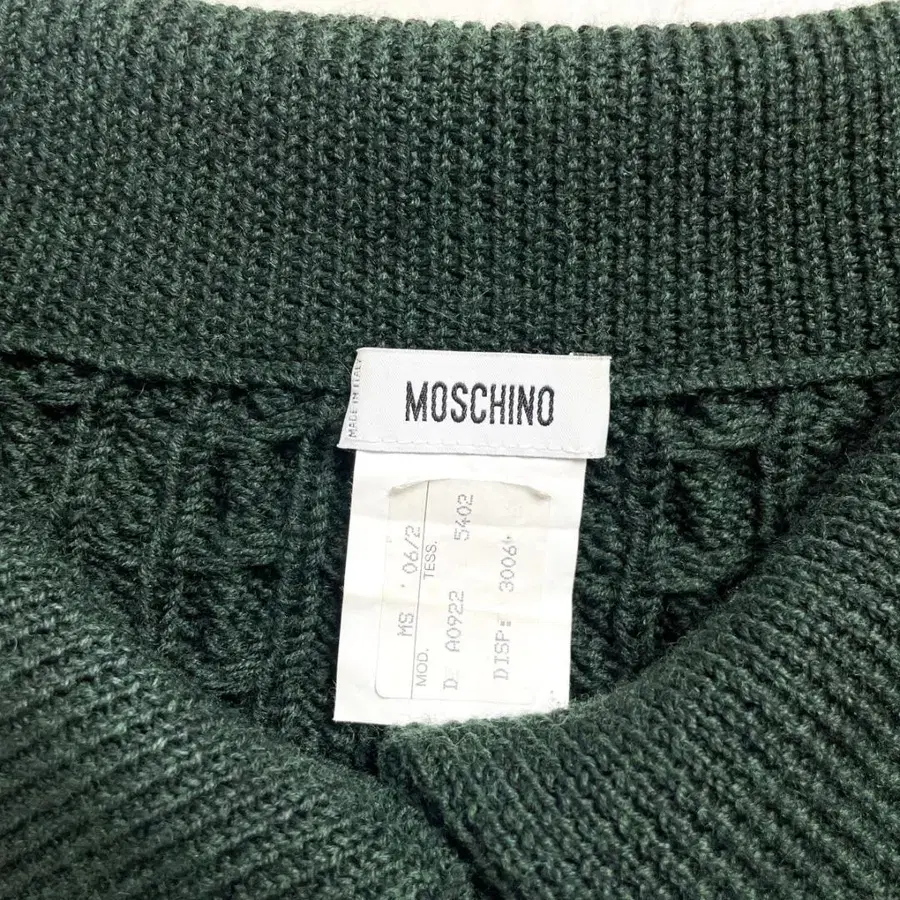 MADE IN ITALY
MOSCHINO
MS '06/2
MOD. TESS.
D A0922 5402
DISP: 3006